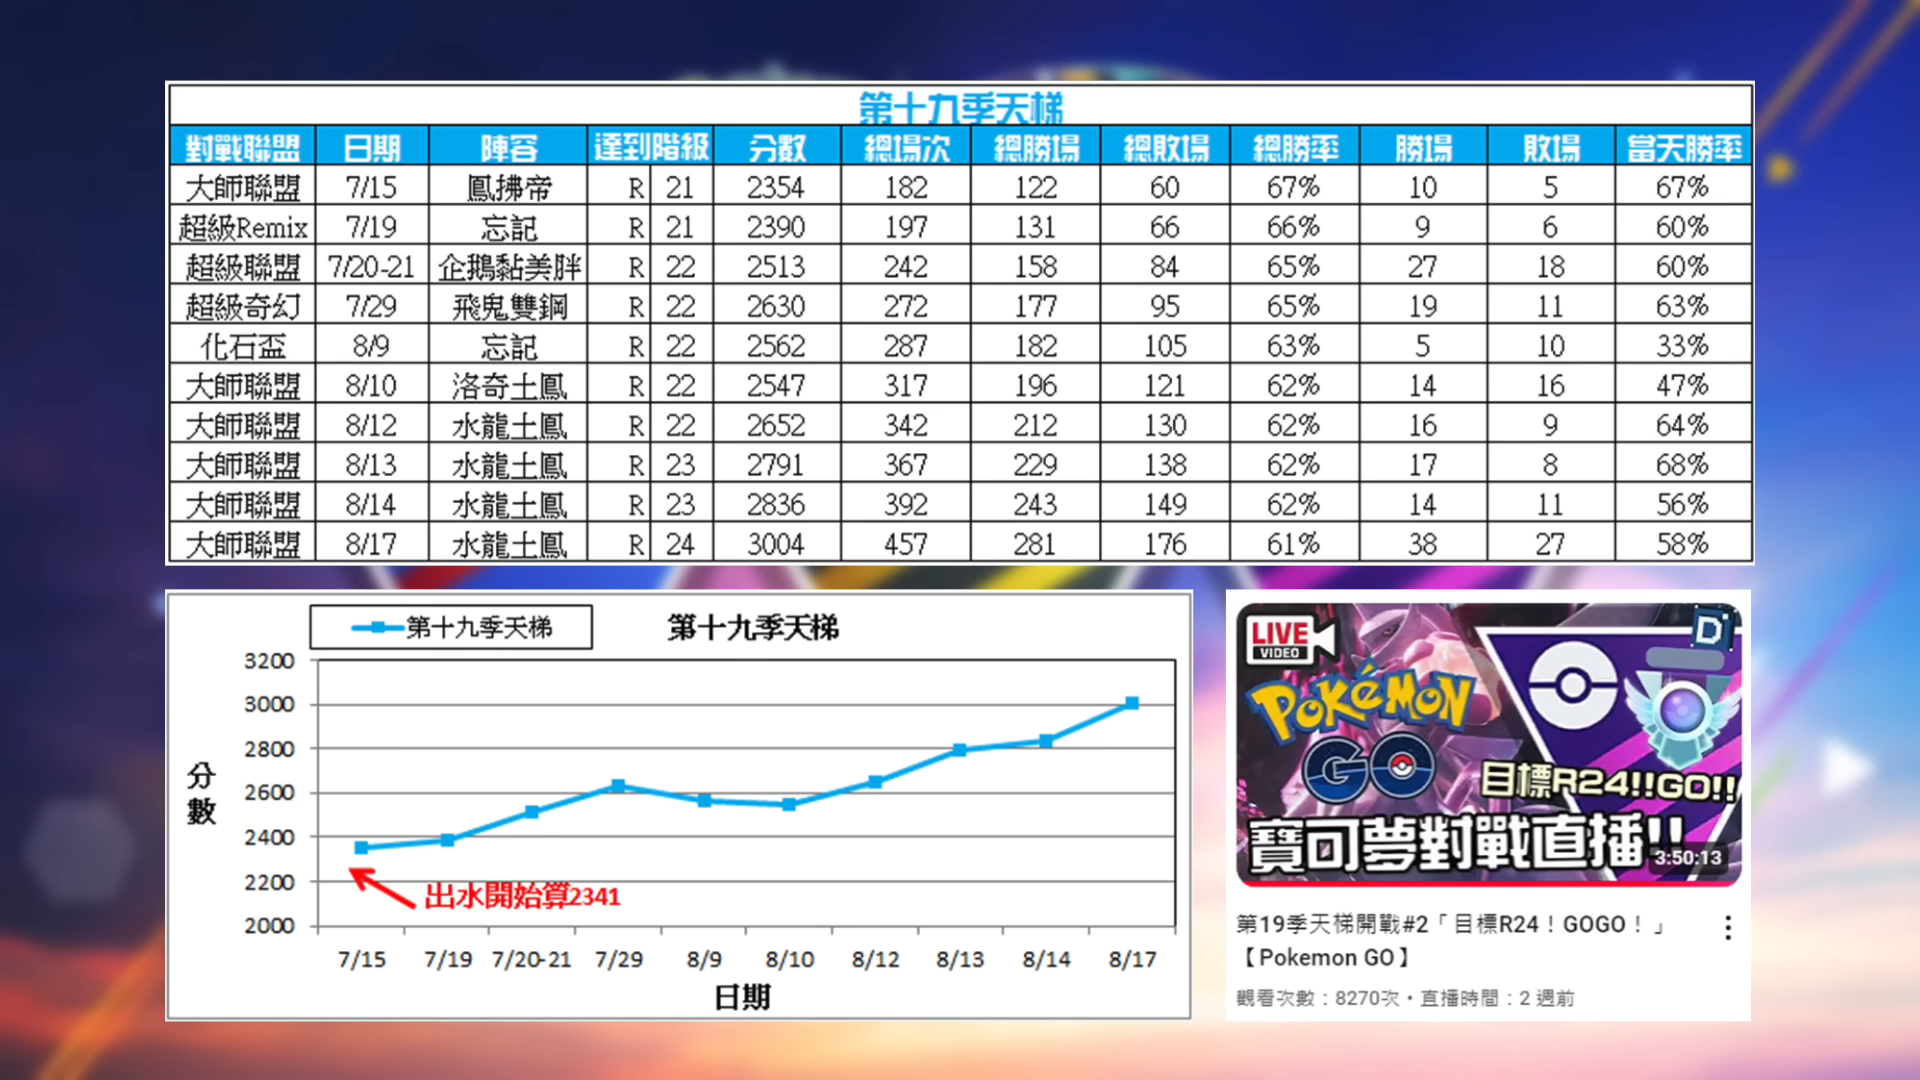 第十九季天梯
對戰聯盟 日期 陣容 達到階級 分數 總場次 總勝場 總敗場 總勝率 勝場 敗場 當天勝率
大師聯盟 7/15 鳳拂帝 R 21 2354 182 122 60 67% 10 5 67%
超級Remix 7/19 忘記 R 21 2390 197 131 66 66% 9 6 60%
超級聯盟 7/20-21 企鵝黏美胖 R 22 2513 242 158 84 65% 27 18 60%
超級奇幻 7/29 飛鬼雙鋼 R 22 2630 272 177 95 65% 19 11 63%
化石盃 8/9 忘記 R 22 2562 287 182 105 63% 5 10 33%
大師聯盟 8/10 洛奇土鳳 R 22 2547 317 196 121 62% 14 16 47%
大師聯盟 8/12 水龍土鳳 R 22 2652 342 212 130 62% 16 9 64%
大師聯盟 8/13 水龍土鳳 R 23 2791 367 229 138 62% 17 8 68%
大師聯盟 8/14 水龍土鳳 R 23 2836 392 243 149 62% 14 11 56%
大師聯盟 8/17 水龍土鳳 R 24 3004 457 281 176 61% 38 27 58%
第十九季天梯
第十九季天梯
分數
3200
3000
2800
2600
2400
2200
2000
出水開始算2341
7/15 7/19 7/20-21 7/29 8/9 8/10 8/12 8/13 8/14 8/17
日期
LIVE
VIDEO
D
POKÉMON
GO
目標R24!!GO!!
寶可夢對戰直播!!
3:50:13
第19季天梯開戰#2「目標R24！GOGO！」
【Pokemon GO】
觀看次數：8270次・直播時間：2 週前